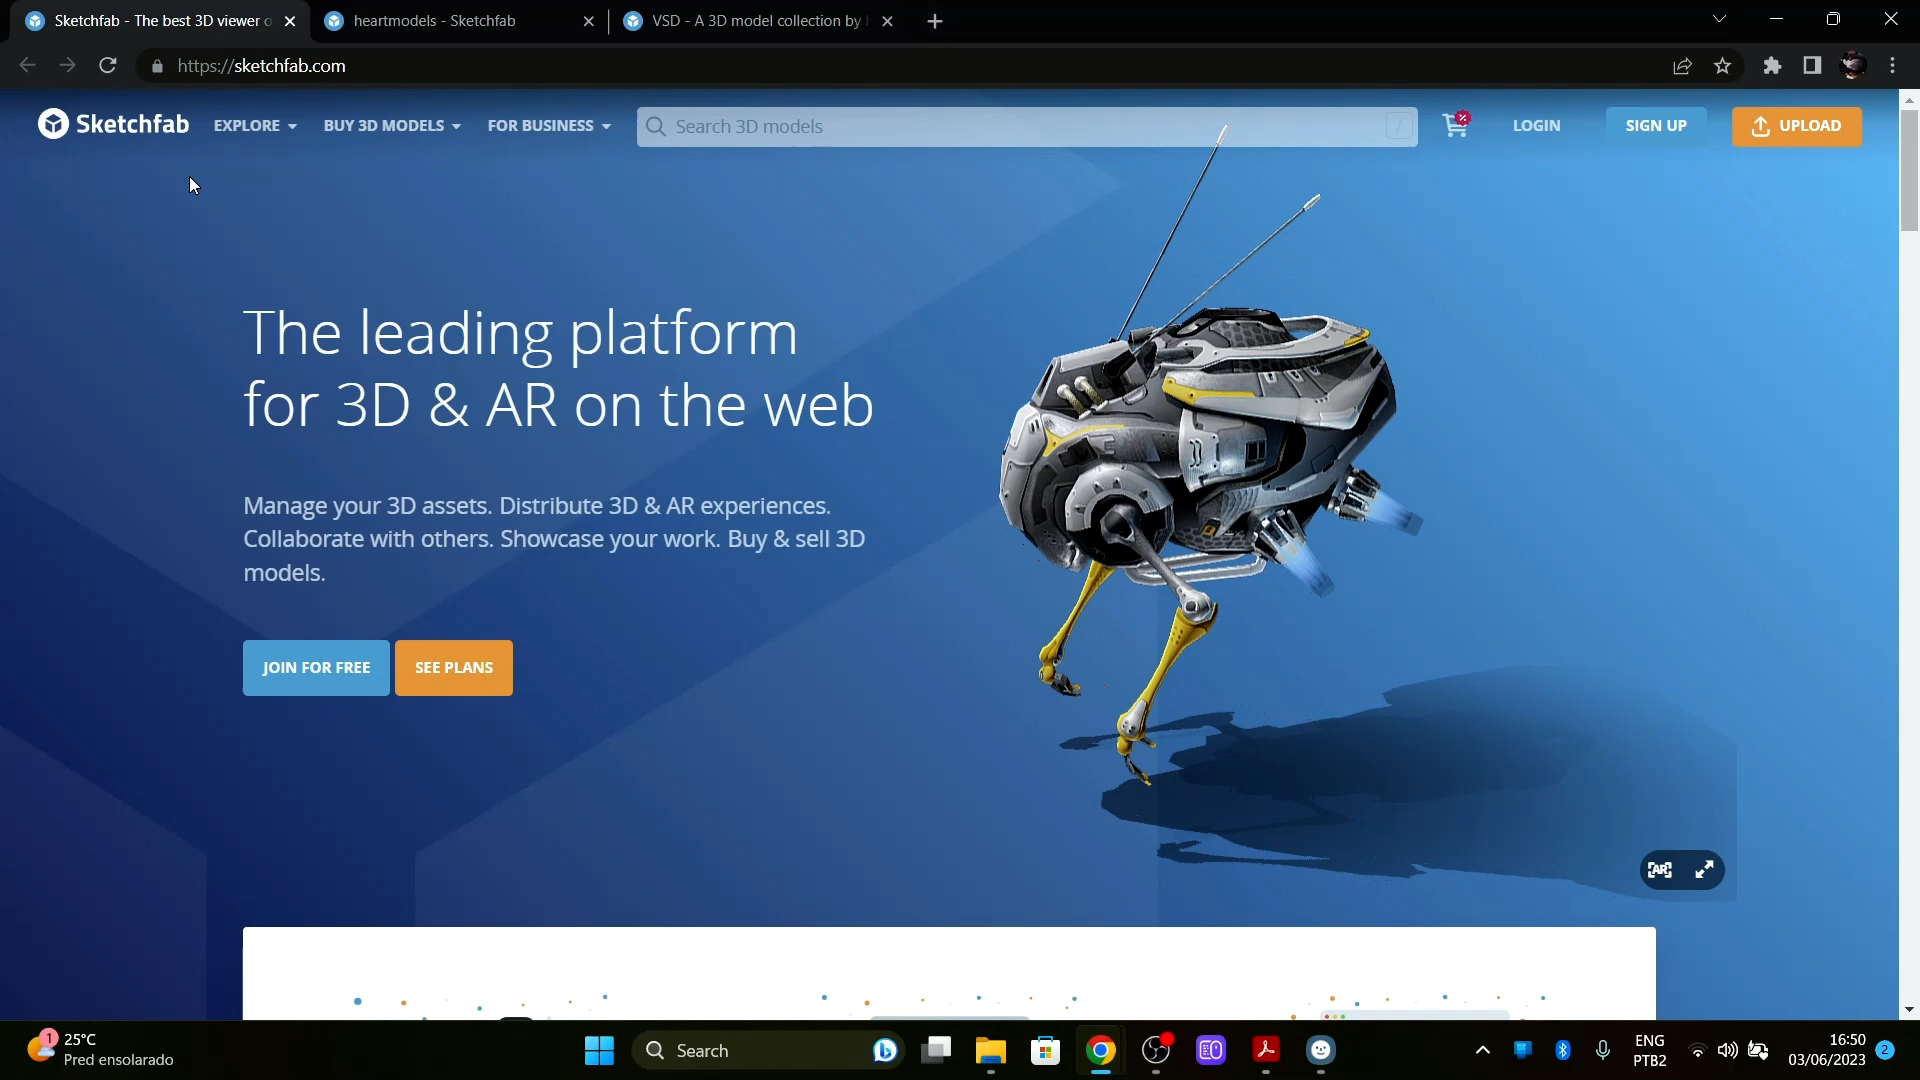 Sketchfab - The best 3D viewer o
heartmodels - Sketchfab
VSD - A 3D model collection by
https://sketchfab.com
Sketchfab
EXPLORE
BUY 3D MODELS
FOR BUSINESS
Search 3D models
/
%
LOGIN
SIGN UP
UPLOAD
The leading platform
for 3D & AR on the web
Manage your 3D assets. Distribute 3D & AR experiences.
Collaborate with others. Showcase your work. Buy & sell 3D
models.
JOIN FOR FREE
SEE PLANS
AR
1
25°C
Pred ensolarado
Search
ENG
PTB2
16:50
03/06/2023
2